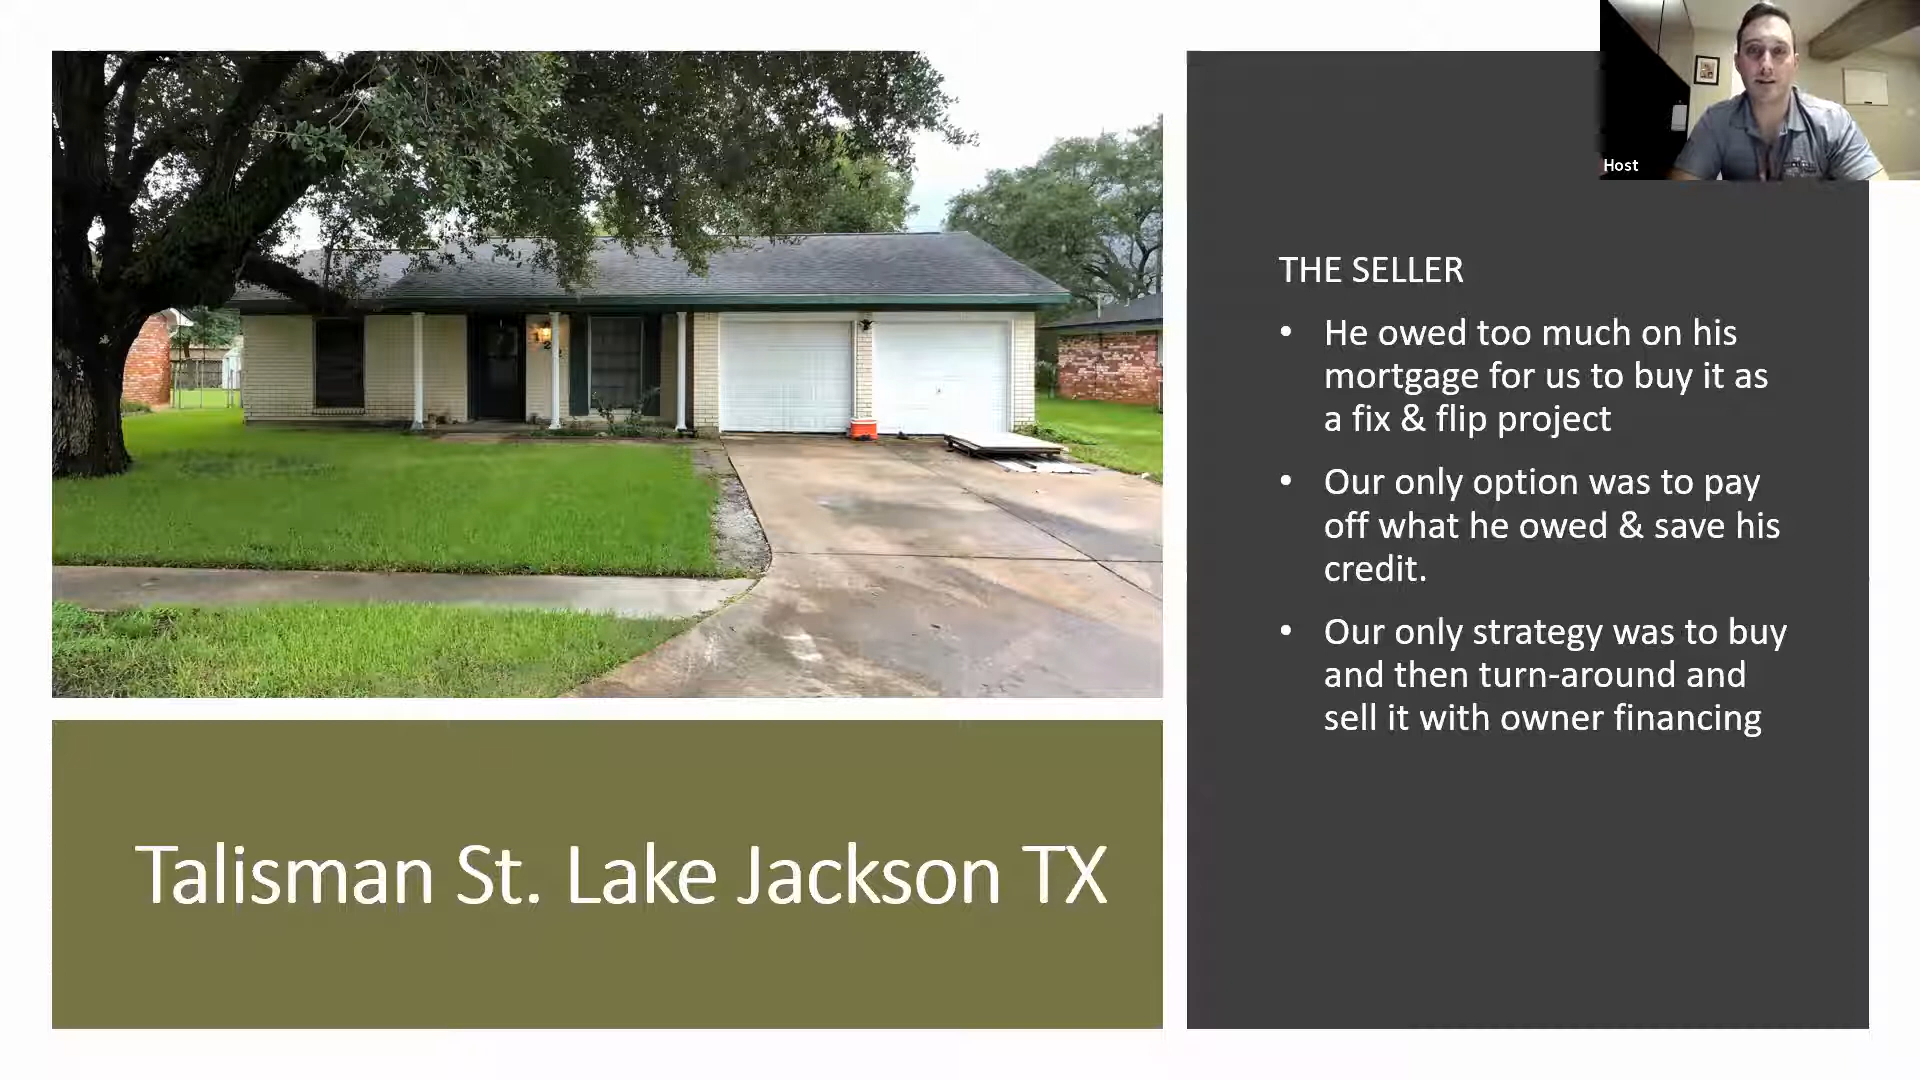 Host
THE SELLER
• He owed too much on his
mortgage for us to buy it as
a fix & flip project
• Our only option was to pay
off what he owed & save his
credit.
• Our only strategy was to buy
and then turn-around and
sell it with owner financing
Talisman St. Lake Jackson TX